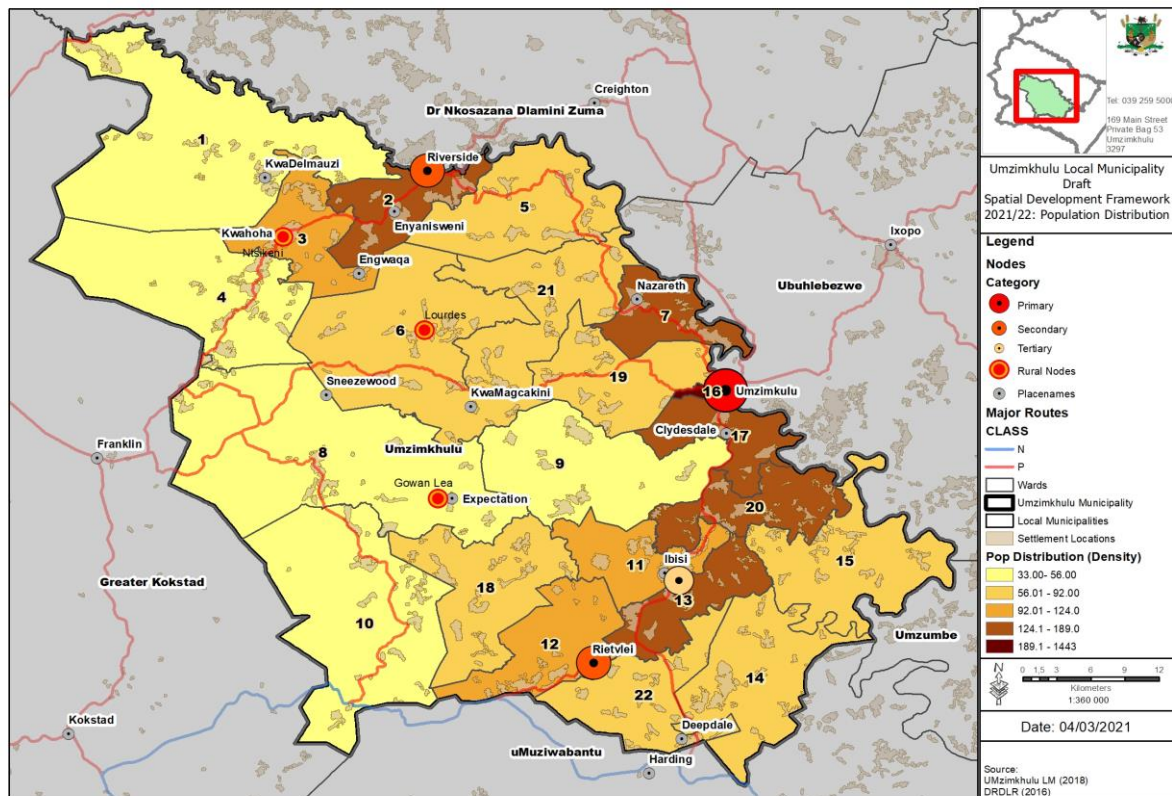 Creighton
Dr Nkosazana Dlamini Zuma
1
KwaDelmauzi
Riverside
2
Enyanisweni
5
Ixopo
Kwahoha
3
Ntsikeni
Engwaqa
4
21
Nazareth
7
Ubuhlebezwe
6
Lourdes
Sneezewood
19
16
Umzimkulu
KwaMagcakini
Clydesdale
17
Franklin
8
Umzimkhulu
9
Gowan Lea
Expectation
20
Greater Kokstad
18
11
Ibisi
15
10
13
12
Rietvlei
Umzumbe
14
22
Kokstad
Deepdale
uMuziwabantu
Harding
Tel: 039 259 5000
169 Main Street
Private Bag 53
Umzimkhulu
3297
Umzimkhulu Local Municipality
Draft
Spatial Development Framework
2021/22: Population Distribution
Legend
Nodes
Category
Primary
Secondary
Tertiary
Rural Nodes
Placenames
Major Routes
CLASS
N
P
Wards
Umzimkhulu Municipality
Local Municipalities
Settlement Locations
Pop Distribution (Density)
33.00- 56.00
56.01 - 92.00
92.01 - 124.0
124.1 - 189.0
189.1 - 1443
N
0 1,5 3 6 9 12
Kilometers
1:360 000
Date: 04/03/2021
Source:
UMzimkhulu LM (2018)
DRDLR (2016)